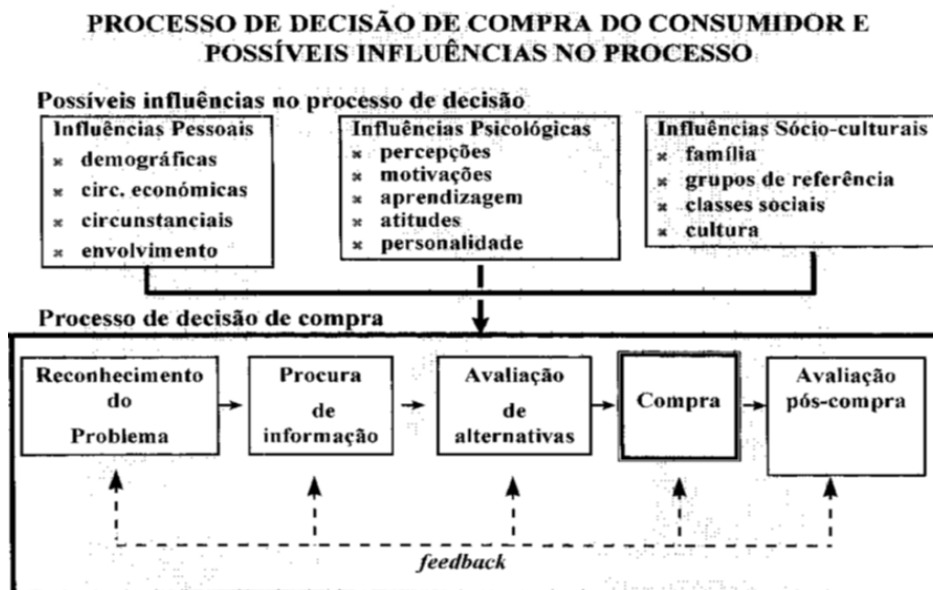 PROCESSO DE DECISÃO DE COMPRA DO CONSUMIDOR E
POSSÍVEIS INFLUÊNCIAS NO PROCESSO
Possíveis influências no processo de decisão
Influências Pessoais
demográficas
circ. económicas
circunstanciais
envolvimento
Influências Psicológicas
percepções
motivações
aprendizagem
atitudes
personalidade
Influências Sócio-culturais
família
grupos de referência
classes sociais
cultura
Processo de decisão de compra
Reconhecimento
do
Problema
Procura
de
informação
Avaliação
de
alternativas
Compra
Avaliação
pós-compra
feedback